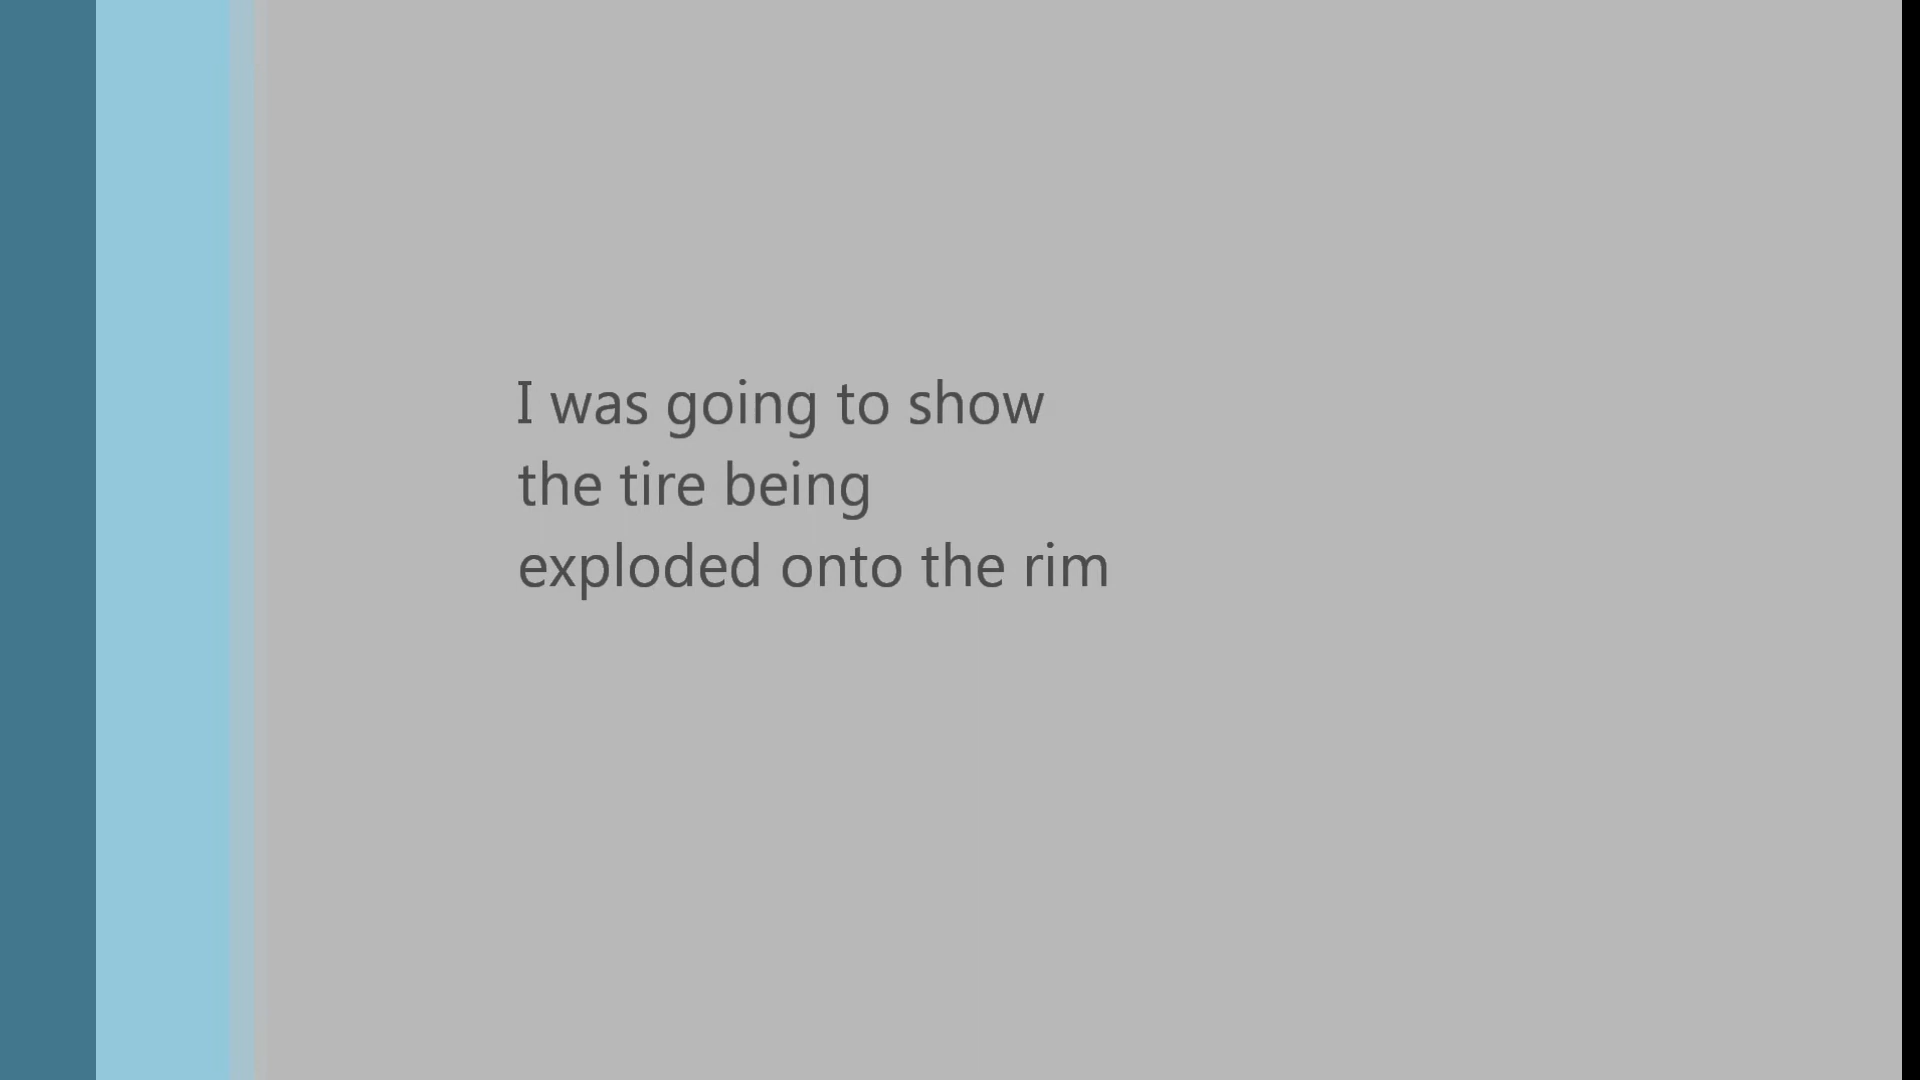 I was going to show
the tire being
exploded onto the rim